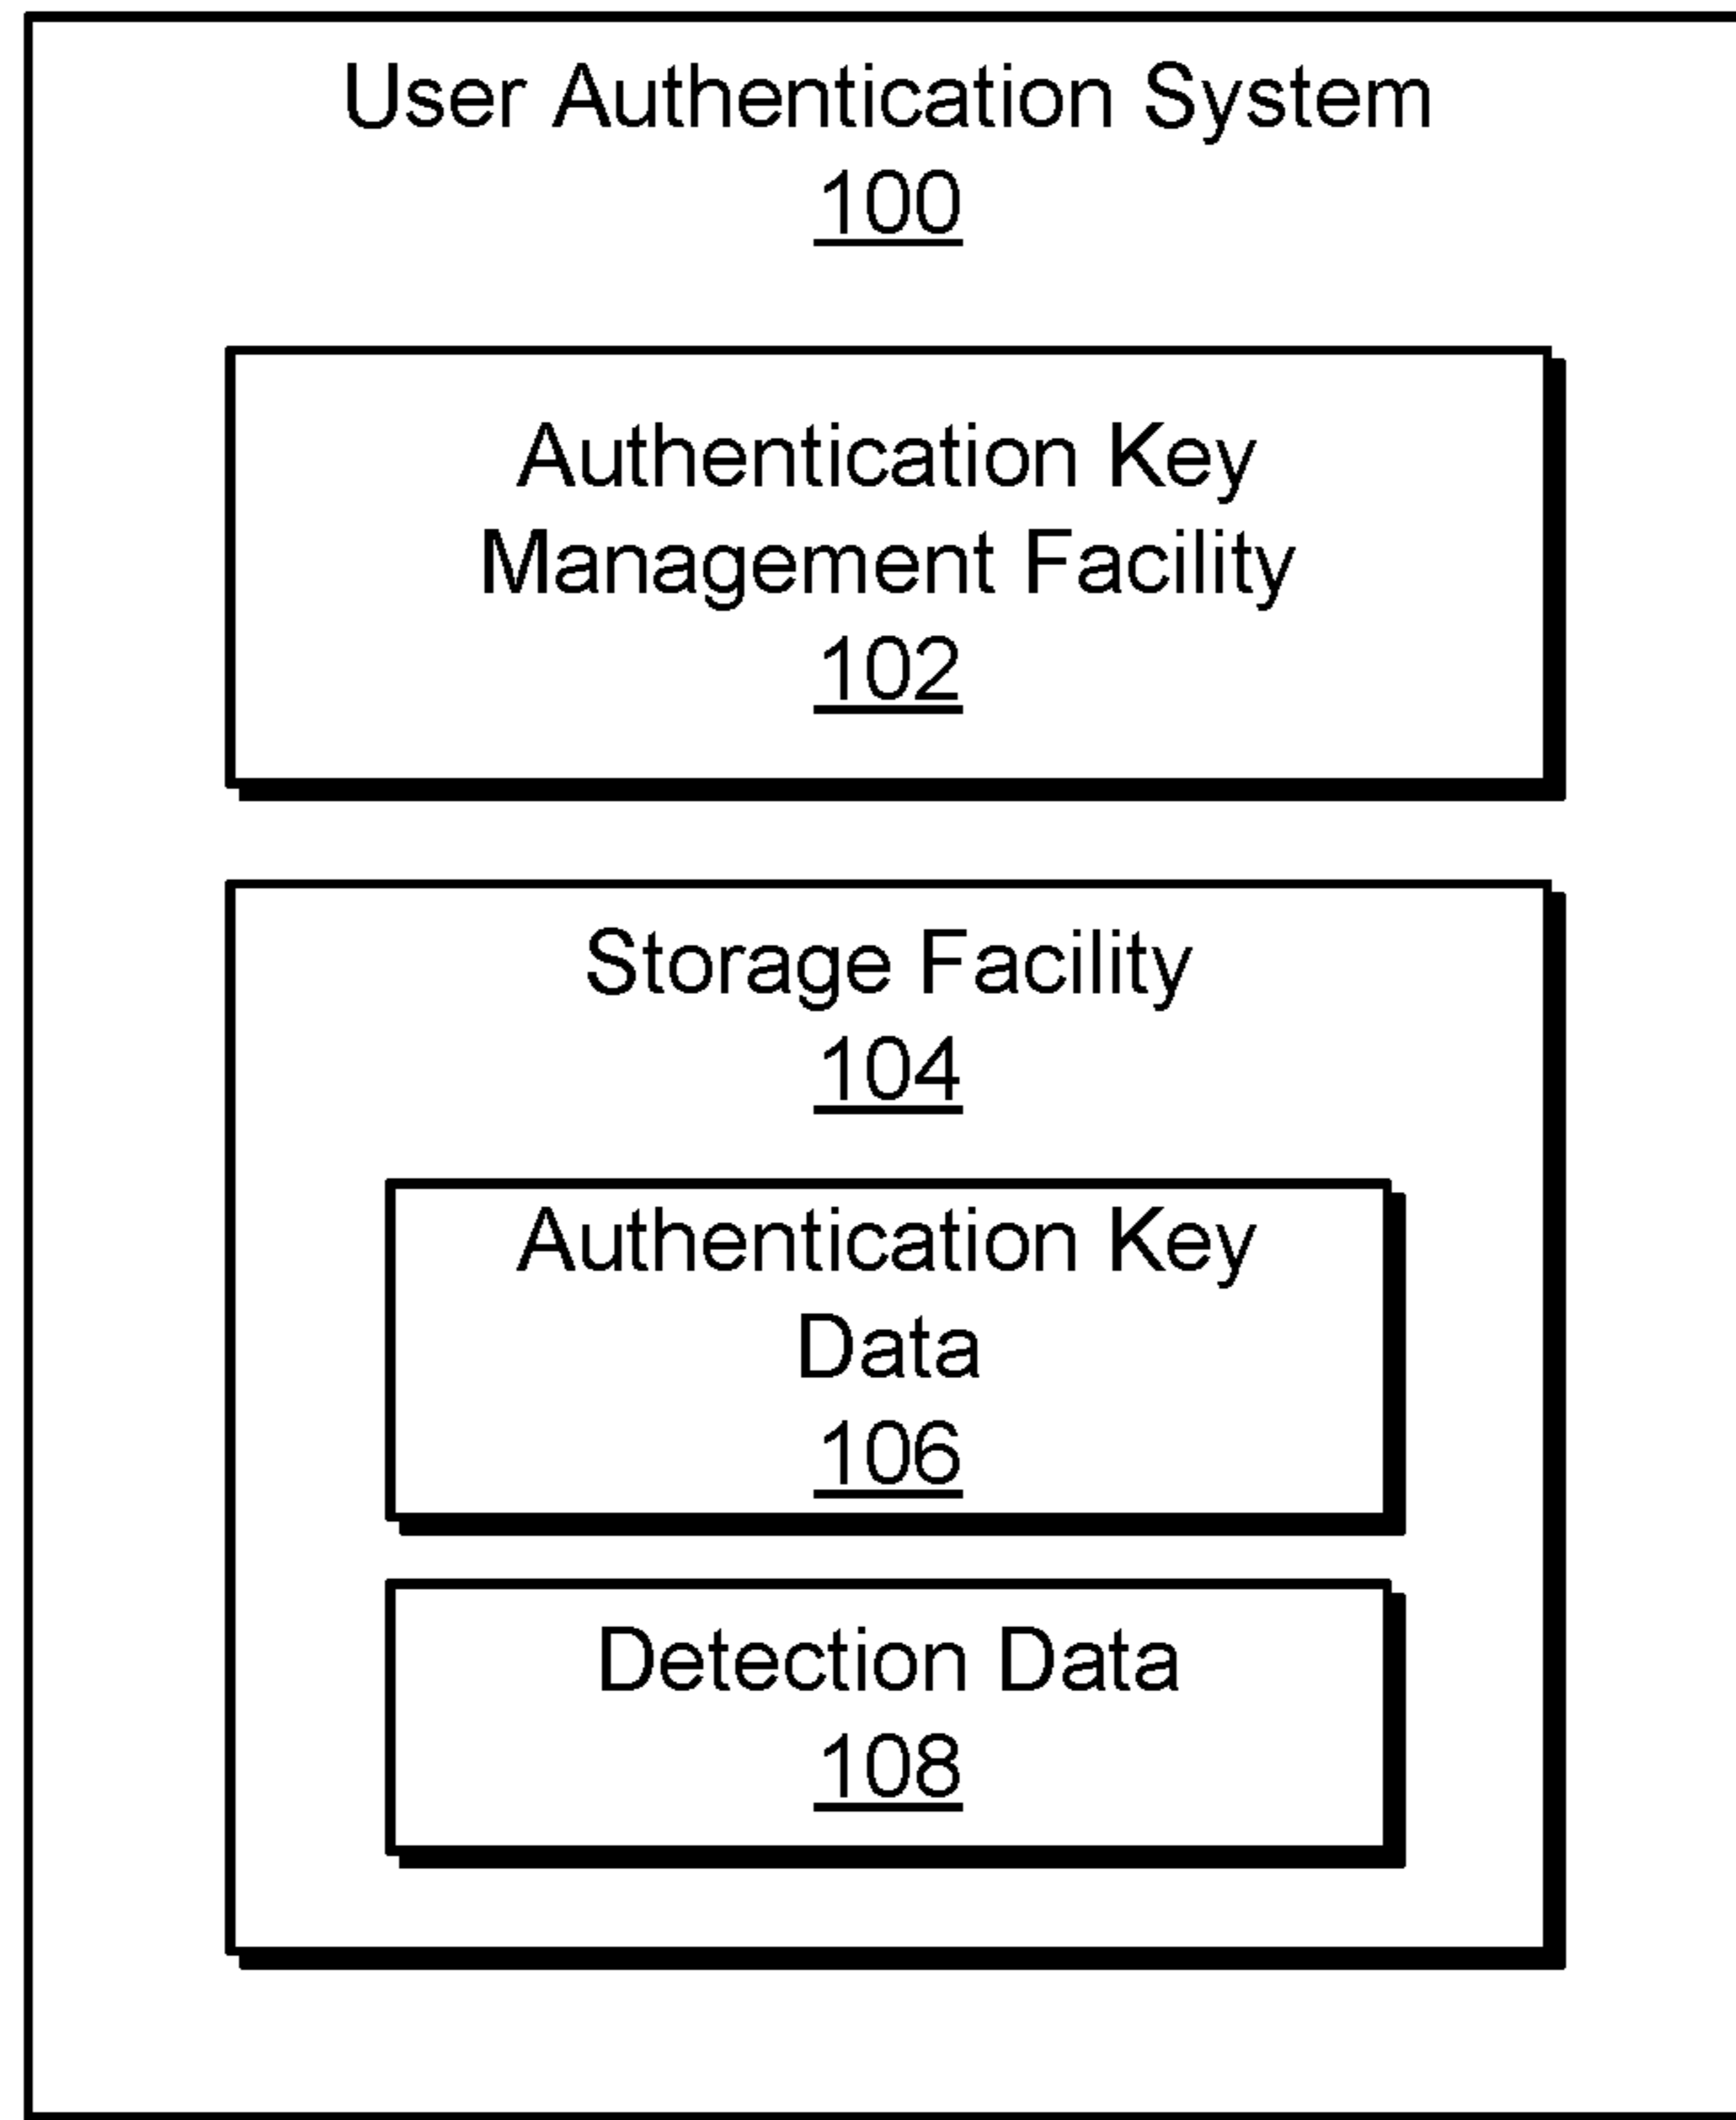 User Authentication System
100
Authentication Key
Management Facility
102
Storage Facility
104
Authentication Key
Data
106
Detection Data
108